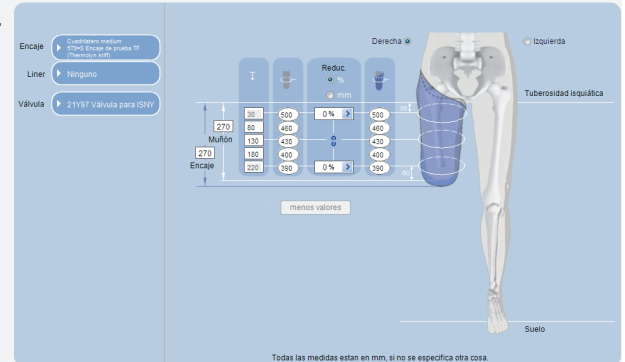 Encaje
Cuadrilatero medium
5T9=S Encaje de prueba TF
(Thermolyn stiff)
Liner
Ninguno
Válvula
21Y97 Válvula para ISNY
Derecha
Izquierda
Reduc.
%
mm
Tuberosidad isquiática
30
30 500 0 % 500
270
80 460 460
Muñón
130 430 430
270
180 400 400
Encaje
220 390 0 % 390
50
menos valores
Suelo
Todas las medidas estan en mm, si no se especifica otra cosa.